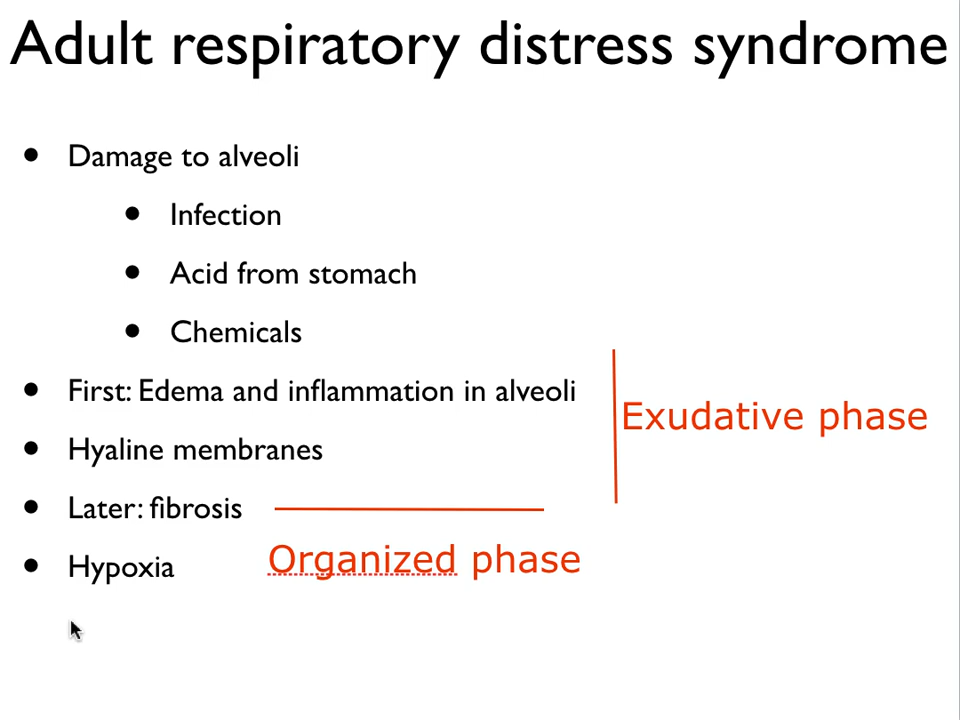 Adult respiratory distress syndrome
• Damage to alveoli
• Infection
• Acid from stomach
• Chemicals
• First: Edema and inflammation in alveoli
Exudative phase
• Hyaline membranes
• Later: fibrosis
Organized phase
• Hypoxia